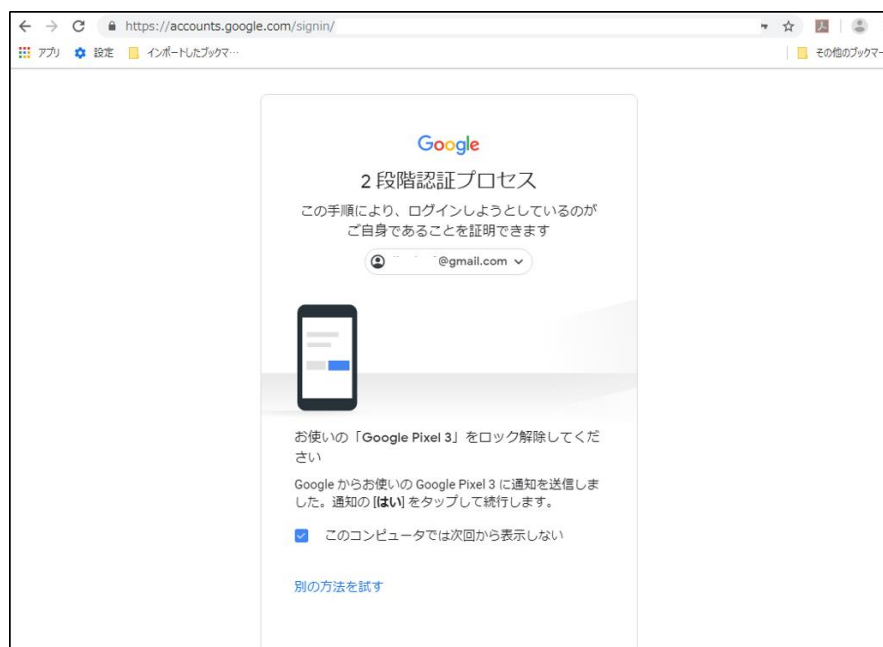 https://accounts.google.com/signin/
アプリ 設定 インポートしたブックマ… その他のブックマー
Google
2 段階認証プロセス
この手順により、ログインしようとしているのが
ご自身であることを証明できます
@gmail.com
お使いの「Google Pixel 3」をロック解除してくだ
さい
Google からお使いの Google Pixel 3 に通知を送信しま
した。通知の [はい] をタップして続行します。
このコンピュータでは次回から表示しない
別の方法を試す